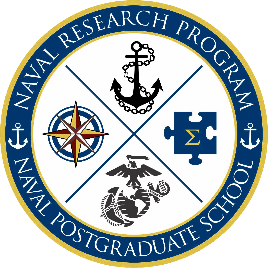 NAVAL RESEARCH PROGRAM
Σ
NAVAL POSTGRADUATE SCHOOL